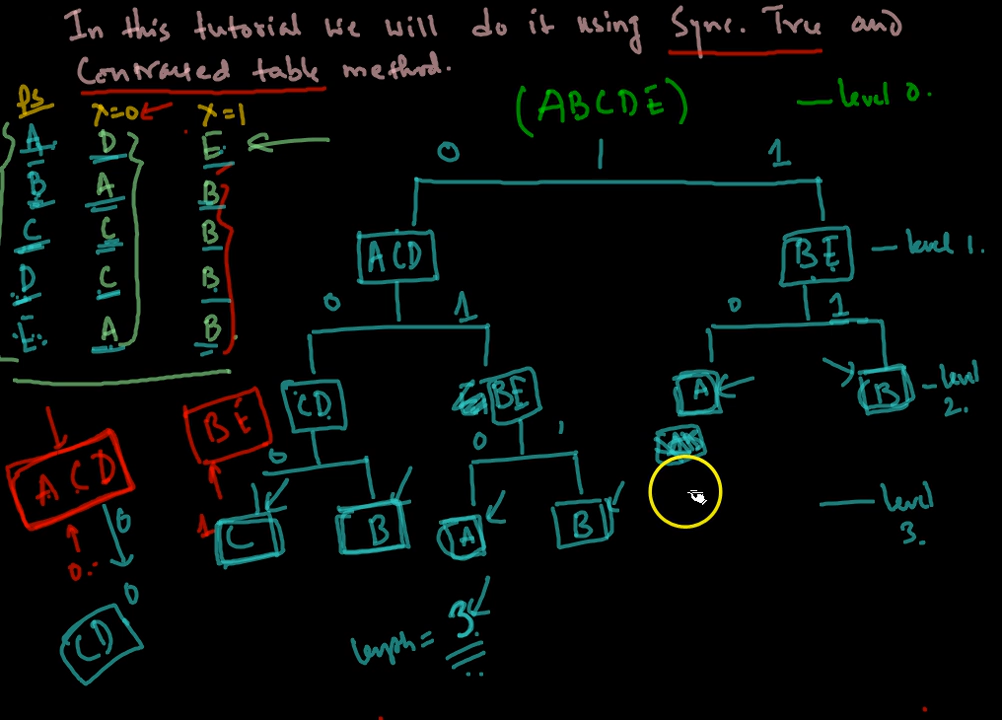 In this tutorial we will do it using Sync. True and
Contracted table method.
PS x=0 x=1
A D E
B A B
C C B
D C B
E A B
(ABCDE) — level 0.
0 | 1
ACD BE — level 1.
0 1 0 1
CD BE A B — level 2.
0 0 1
C B A B — level 3.
ACD BE
0. 0 1
0
CD
length = 3.